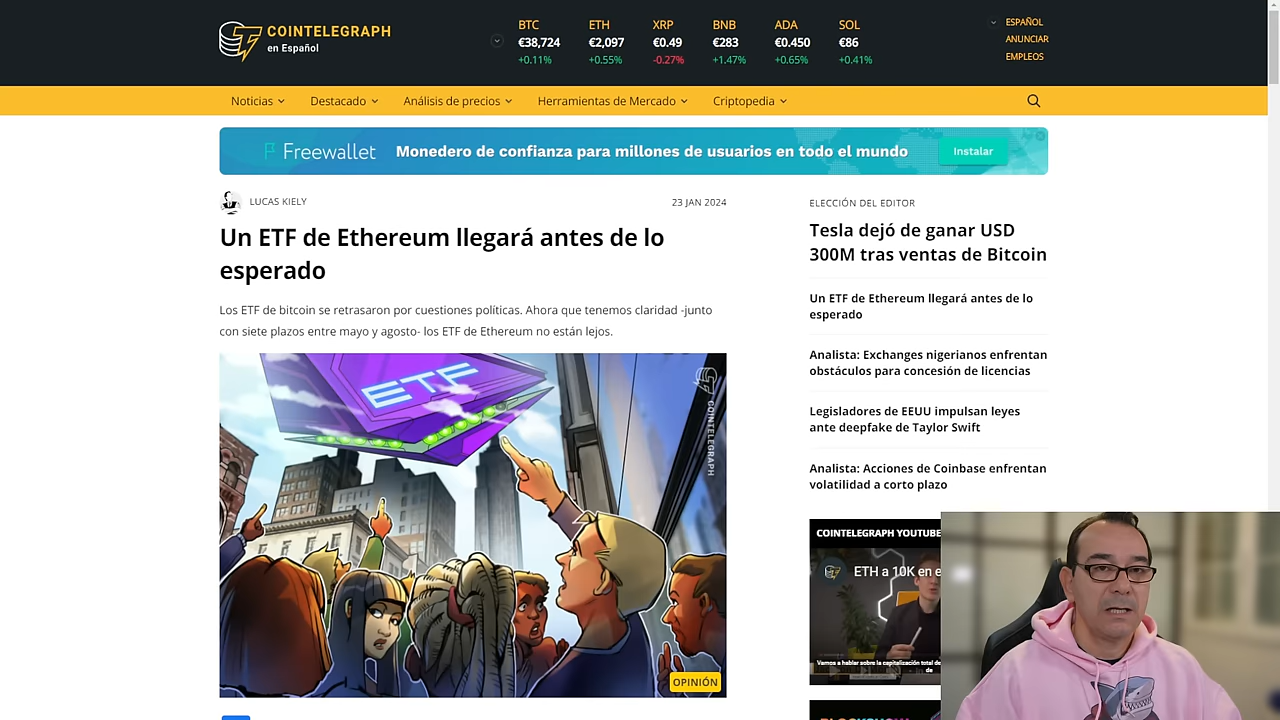 COINTELEGRAPH
en Español
BTC
€38,724
+0.11%
ETH
€2,097
+0.55%
XRP
€0.49
-0.27%
BNB
€283
+1.47%
ADA
€0.450
+0.65%
SOL
€86
+0.41%
ESPAÑOL
ANUNCIAR
EMPLEOS
Noticias
Destacado
Análisis de precios
Herramientas de Mercado
Criptopedia
Freewallet
Monedero de confianza para millones de usuarios en todo el mundo
Instalar
LUCAS KIELY
23 JAN 2024
Un ETF de Ethereum llegará antes de lo
esperado
Los ETF de bitcoin se retrasaron por cuestiones políticas. Ahora que tenemos claridad -junto
con siete plazos entre mayo y agosto- los ETF de Ethereum no están lejos.
ETF
COINTELEGRAPH
OPINIÓN
ELECCIÓN DEL EDITOR
Tesla dejó de ganar USD
300M tras ventas de Bitcoin
Un ETF de Ethereum llegará antes de lo
esperado
Analista: Exchanges nigerianos enfrentan
obstáculos para concesión de licencias
Legisladores de EEUU impulsan leyes
ante deepfake de Taylor Swift
Analista: Acciones de Coinbase enfrentan
volatilidad a corto plazo
COINTELEGRAPH YOUTUBE
ETH a 10K en e
Vamos a hablar sobre la capitalización total de
de